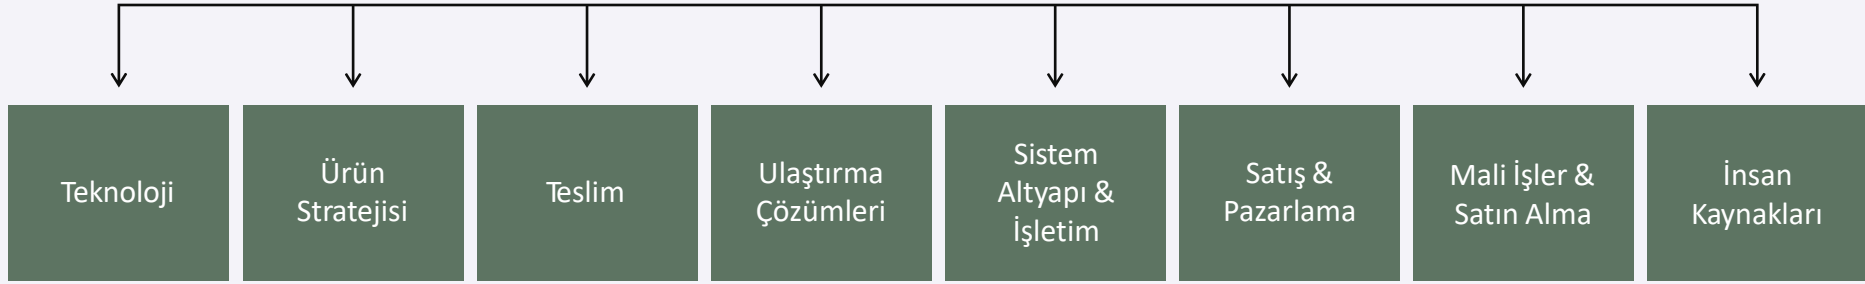 Teknoloji
Ürün
Stratejisi
Teslim
Ulaştırma
Çözümleri
Sistem
Altyapı &
İşletim
Satış &
Pazarlama
Mali İşler &
Satın Alma
İnsan
Kaynakları